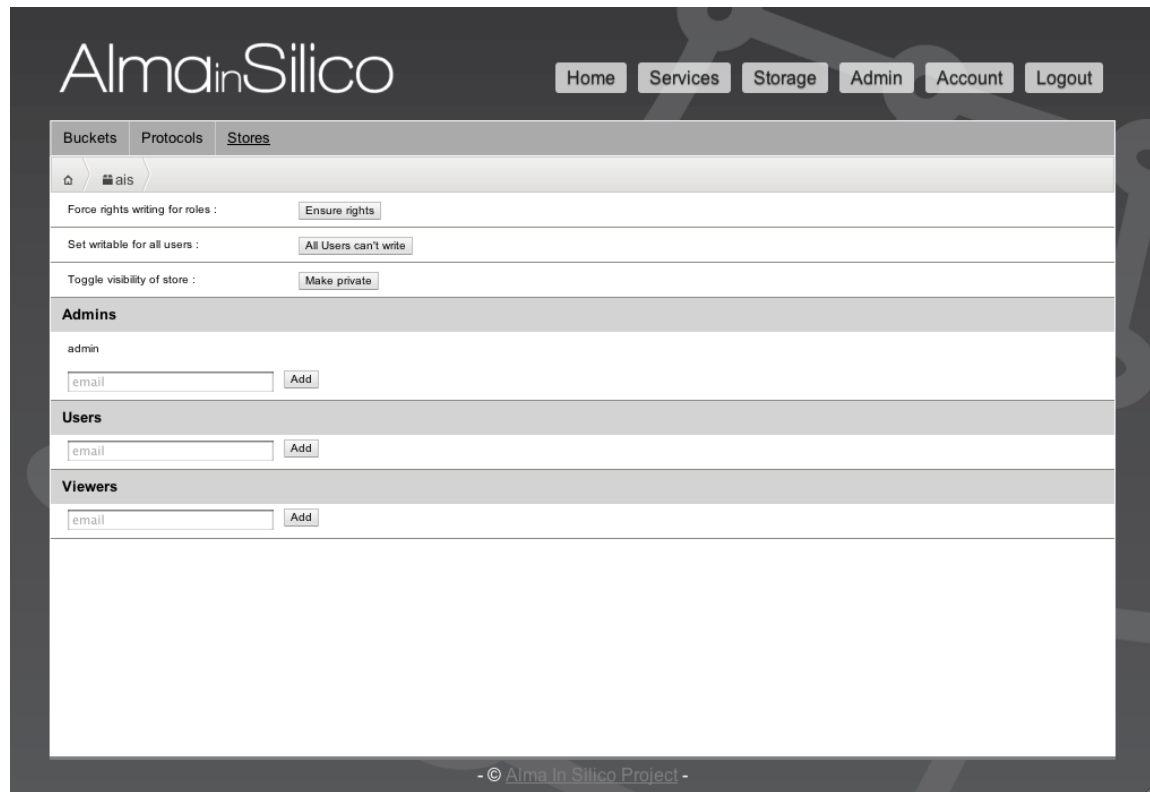 AlmainSilico
Home Services Storage Admin Account Logout
Buckets Protocols Stores
ais
Force rights writing for roles : Ensure rights
Set writable for all users : All Users can't write
Toggle visibility of store : Make private
Admins
admin
email Add
Users
email Add
Viewers
email Add
- © Alma In Silico Project -